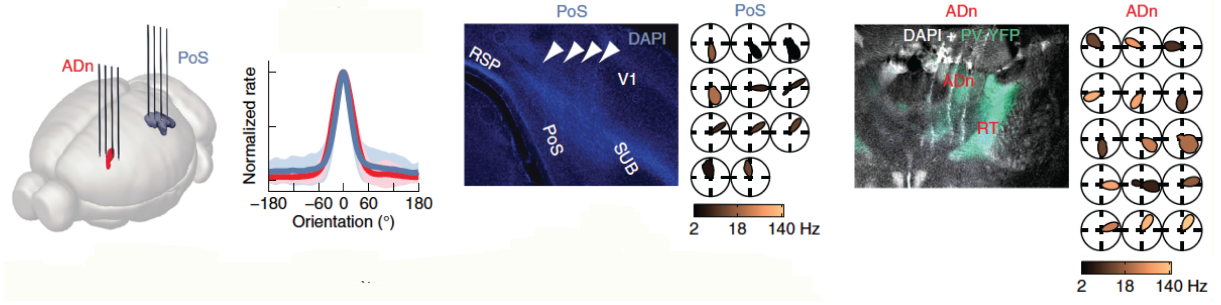 ADn
PoS
Normalized rate
−180
−60
0
60
180
Orientation (°)
PoS
DAPI
RSP
V1
PoS
SUB
PoS
2
18
140 Hz
ADn
DAPI + PV-YFP
ADn
RT
ADn
2
18
140 Hz